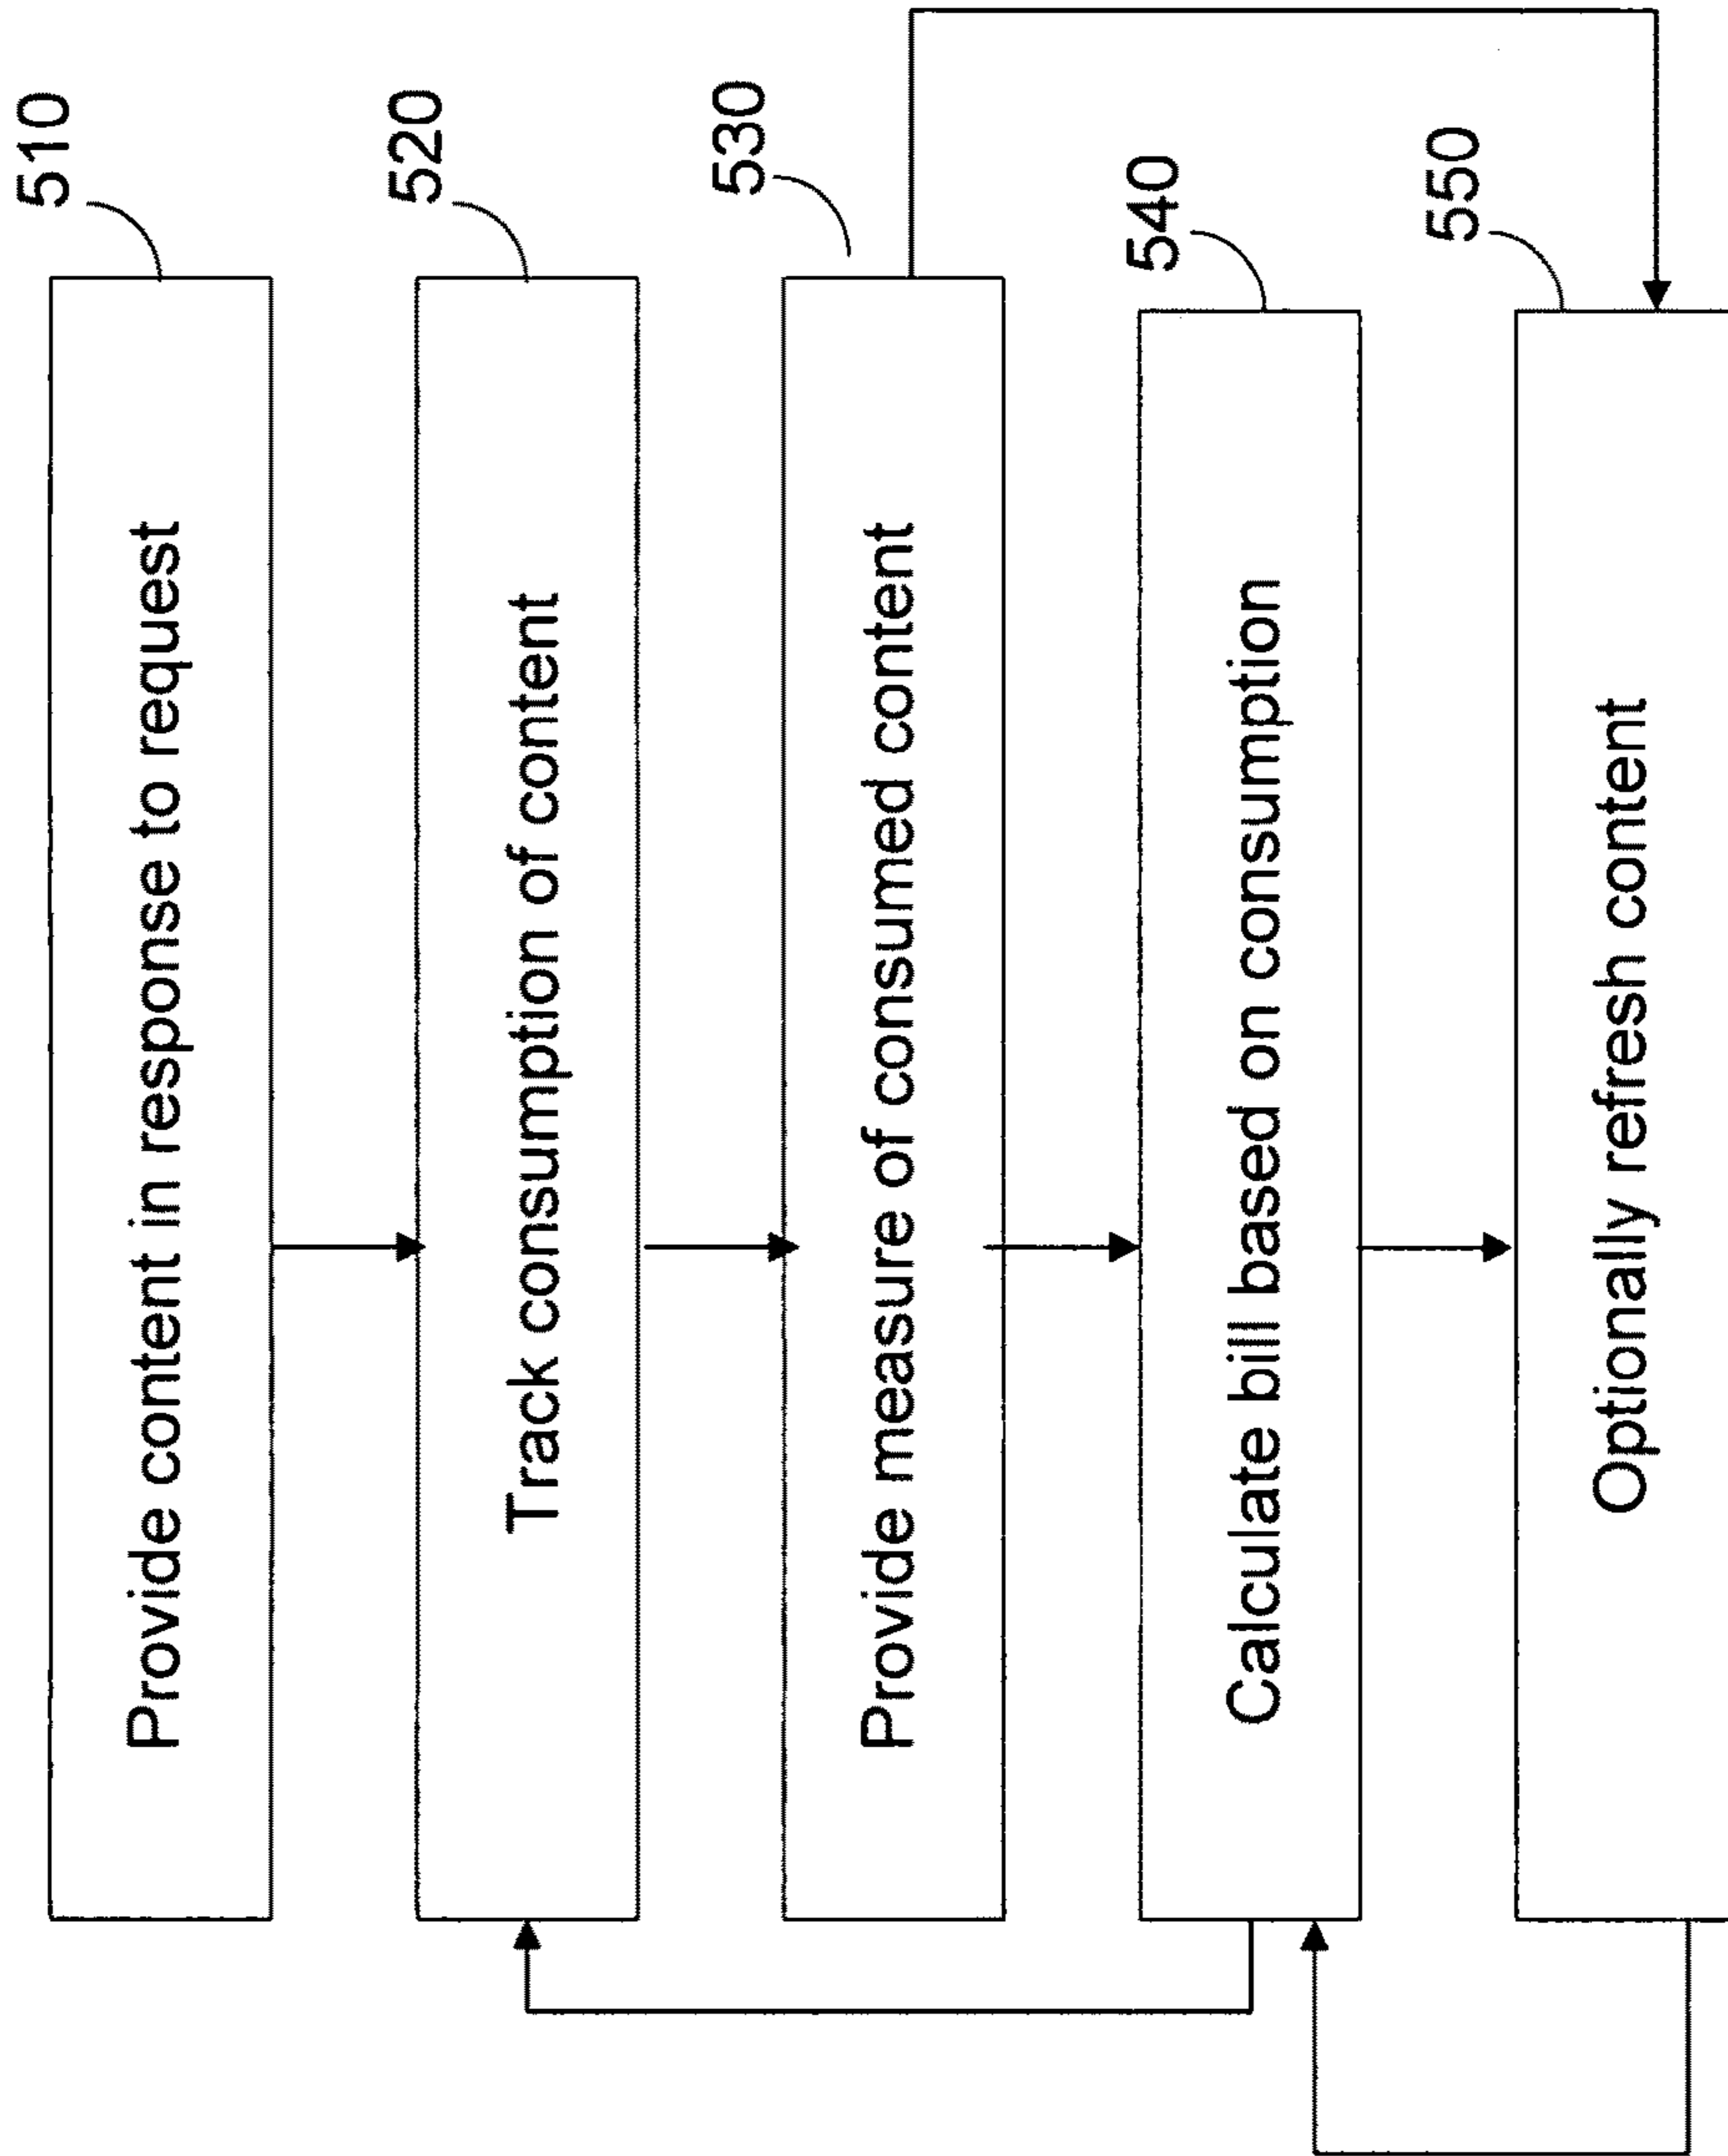 510
Provide content in response to request
520
Track consumption of content
530
Provide measure of consumed content
540
Calculate bill based on consumption
550
Optionally refresh content